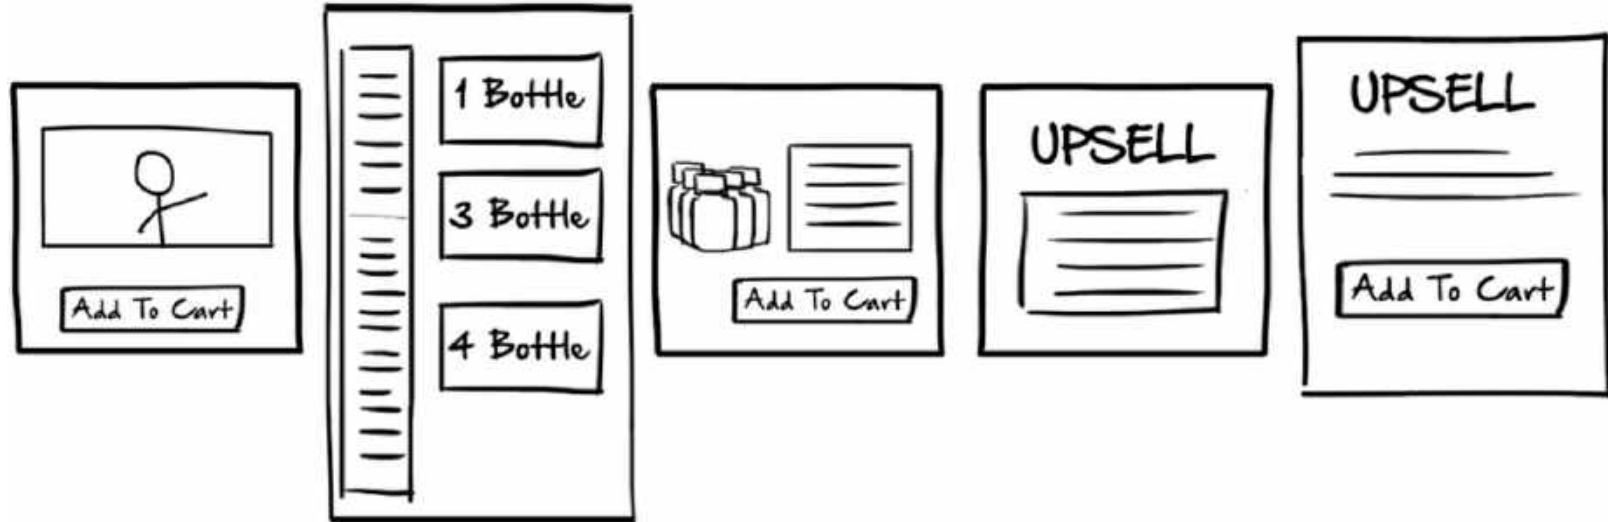 Add To Cart
1 Bottle
3 Bottle
4 Bottle
Add To Cart
UPSELL
UPSELL
Add To Cart